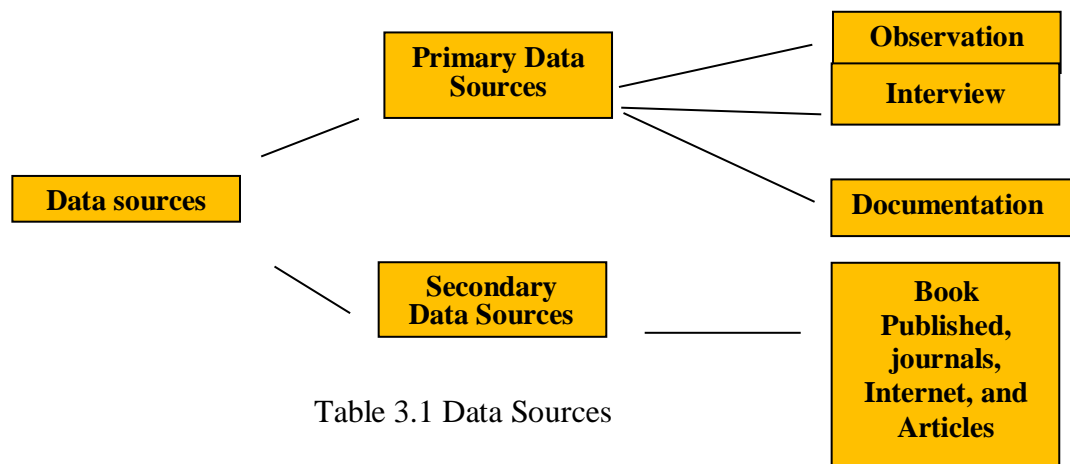 Data sources
Primary Data
Sources
Observation
Interview
Documentation
Secondary
Data Sources
Book
Published,
journals,
Internet, and
Articles
Table 3.1 Data Sources